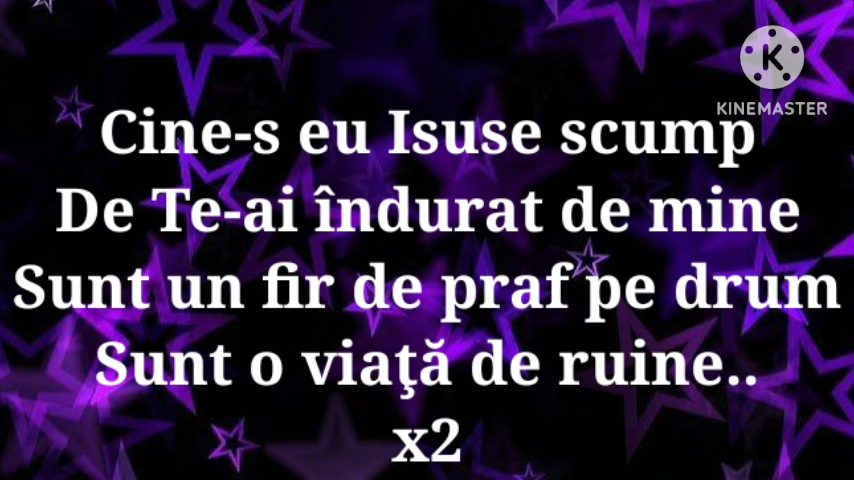 KINEMASTER
Cine-s eu Isuse scump
De Te-ai îndurat de mine
Sunt un fir de praf pe drum
Sunt o viaţă de ruine..
x2